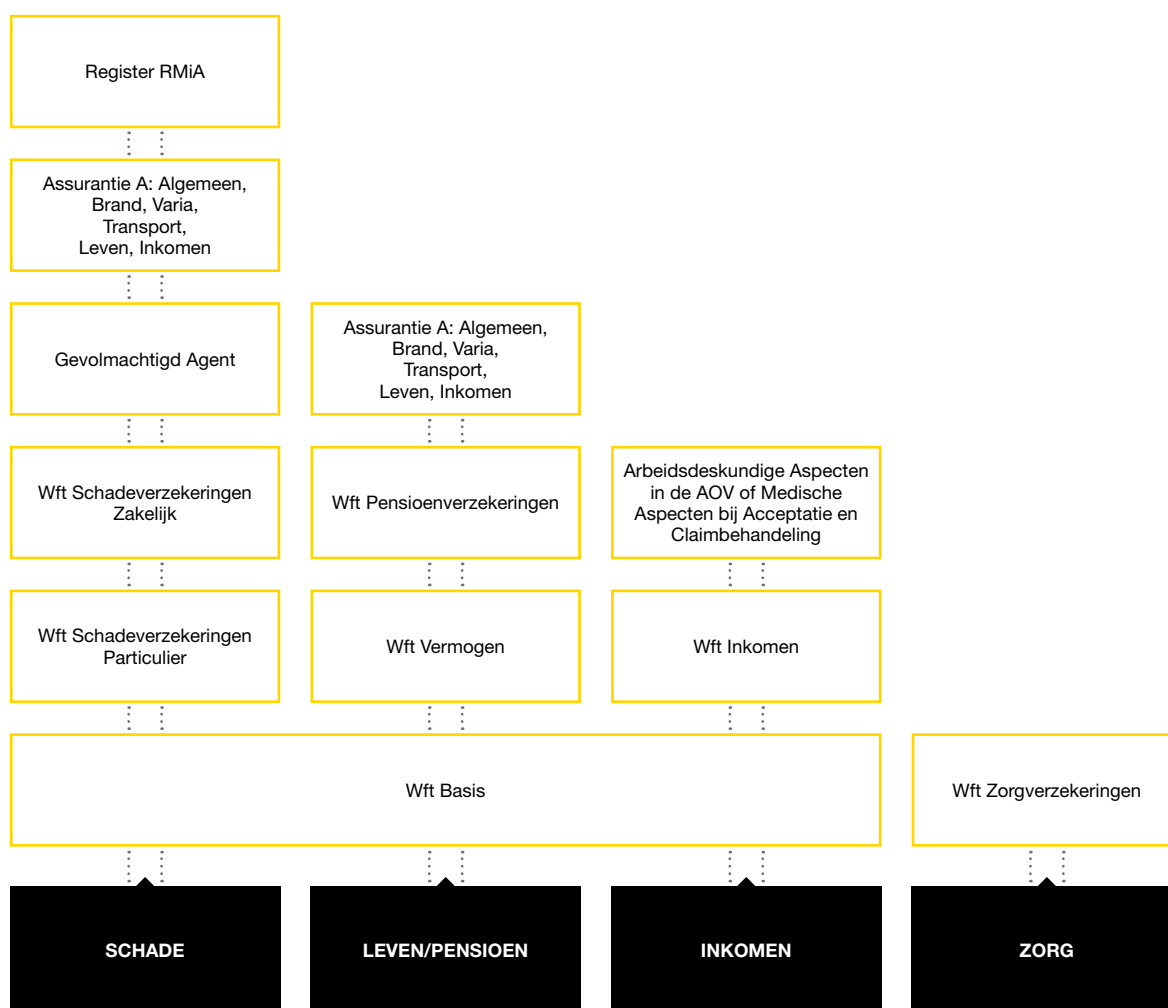 Register RMiA
Assurantie A: Algemeen,
Brand, Varia,
Transport,
Leven, Inkomen
Gevolmachtigd Agent
Assurantie A: Algemeen,
Brand, Varia,
Transport,
Leven, Inkomen
Wft Schadeverzekeringen
Zakelijk
Wft Pensioenverzekeringen
Arbeidsdeskundige Aspecten
in de AOV of Medische
Aspecten bij Acceptatie en
Claimbehandeling
Wft Schadeverzekeringen
Particulier
Wft Vermogen
Wft Inkomen
Wft Basis
Wft Zorgverzekeringen
SCHADE
LEVEN/PENSIOEN
INKOMEN
ZORG